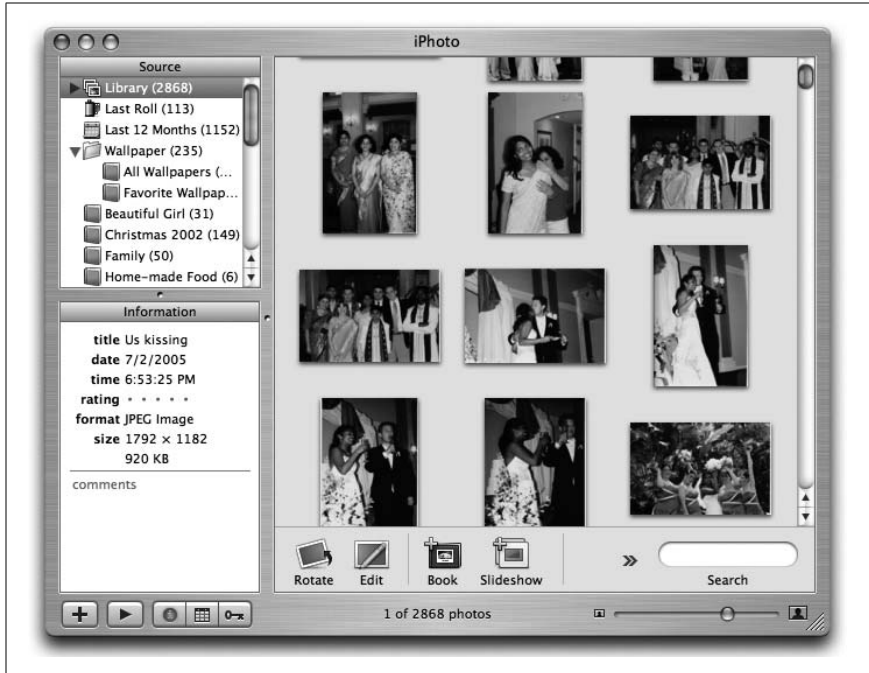 iPhoto
Source
Library (2868)
Last Roll (113)
Last 12 Months (1152)
Wallpaper (235)
All Wallpapers (...
Favorite Wallpap...
Beautiful Girl (31)
Christmas 2002 (149)
Family (50)
Home-made Food (6)
Information
title Us kissing
date 7/2/2005
time 6:53:25 PM
rating
format JPEG Image
size 1792 × 1182
920 KB
comments
Rotate Edit Book Slideshow » Search
1 of 2868 photos